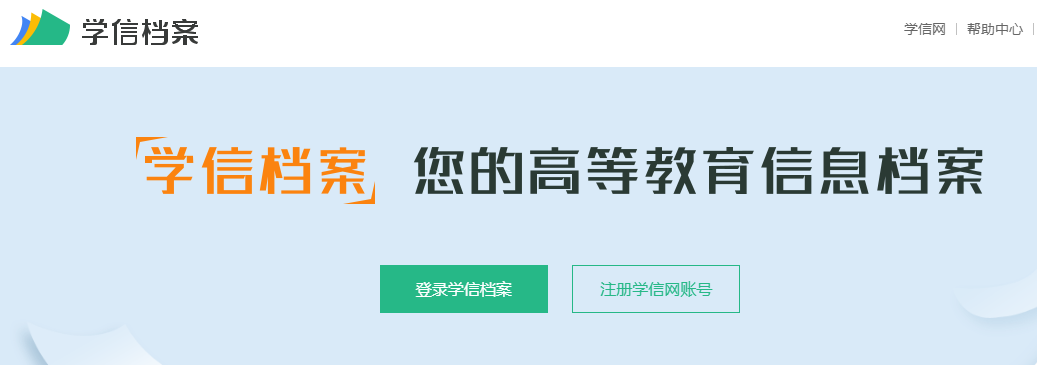 学信档案
学信网 | 帮助中心 |
学信档案 您的高等教育信息档案
登录学信档案
注册学信网账号